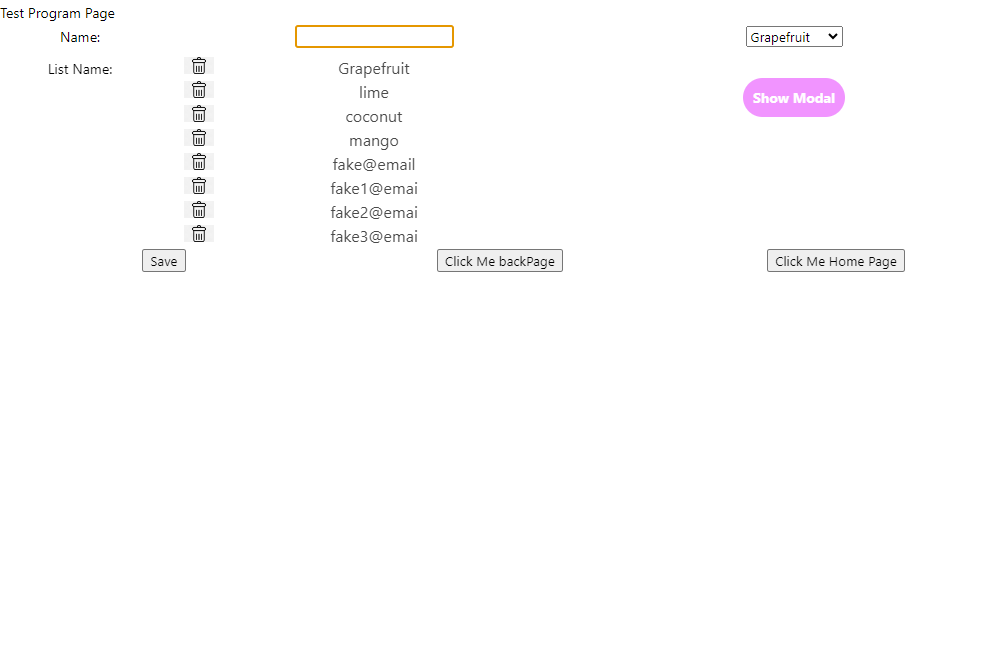 Test Program Page
Name:
Grapefruit
List Name:
Grapefruit
lime
Show Modal
coconut
mango
fake@email
fake1@emai
fake2@emai
fake3@emai
Save
Click Me backPage
Click Me Home Page